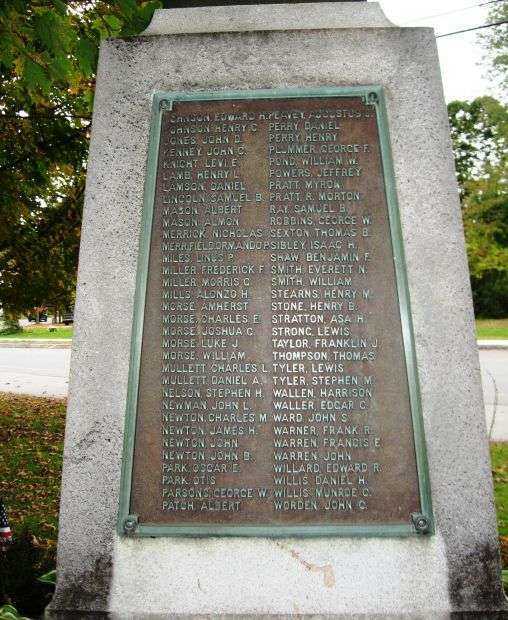 JOHNSON, EDWARD H. PEAVEY, AUGUSTUS J.
JOHNSON, HENRY C. PERRY, DANIEL
JONES, JOHN B. PERRY, HENRY
KENNEY, JOHN C. PLUMMER, GEORGE F.
KNIGHT, LEVI E. POND, WILLIAM W.
LAMB, HENRY L. POWERS, JEFFREY
LAMSON, DANIEL PRATT, MYRON
LINCOLN, SAMUEL B. PRATT, R. MORTON
MASON, ALBERT RAY, SAMUEL B.
MASON, ALMON ROBBINS, GEORGE W.
MERRICK, NICHOLAS SEXTON, THOMAS B.
MERRIFIELD ORMANDO P. SIBLEY, ISAAC H.
MILES, LINUS P. SHAW, BENJAMIN F.
MILLER, FREDERICK F. SMITH, EVERETT N.
MILLER, MORRIS C. SMITH, WILLIAM
MILLS, ALONZO H. STEARNS, HENRY M.
MORSE, AMHERST STONE, HENRY B.
MORSE, CHARLES E. STRATTON, ASA H.
MORSE, JOSHUA C. STRONG, LEWIS
MORSE, LUKE J. TAYLOR, FRANKLIN J.
MORSE, WILLIAM THOMPSON, THOMAS
MULLETT CHARLES L. TYLER, LEWIS
MULLETT DANIEL A. TYLER, STEPHEN M.
NELSON, STEPHEN H. WALLEN, HARRISON
NEWMAN, JOHN L. WALLER, EDGAR C.
NEWTON, CHARLES M. WARD, JOHN S.
NEWTON, JAMES H. WARNER, FRANK R.
NEWTON, JOHN WARREN, FRANCIS E.
NEWTON, JOHN B. WARREN, JOHN
PARK, OSCAR E. WILLARD, EDWARD R.
PARK, OTIS WILLIS, DANIEL H.
PARSONS, GEORGE W. WILLIS, MUNROE C.
PATCH, ALBERT WORDEN, JOHN C.